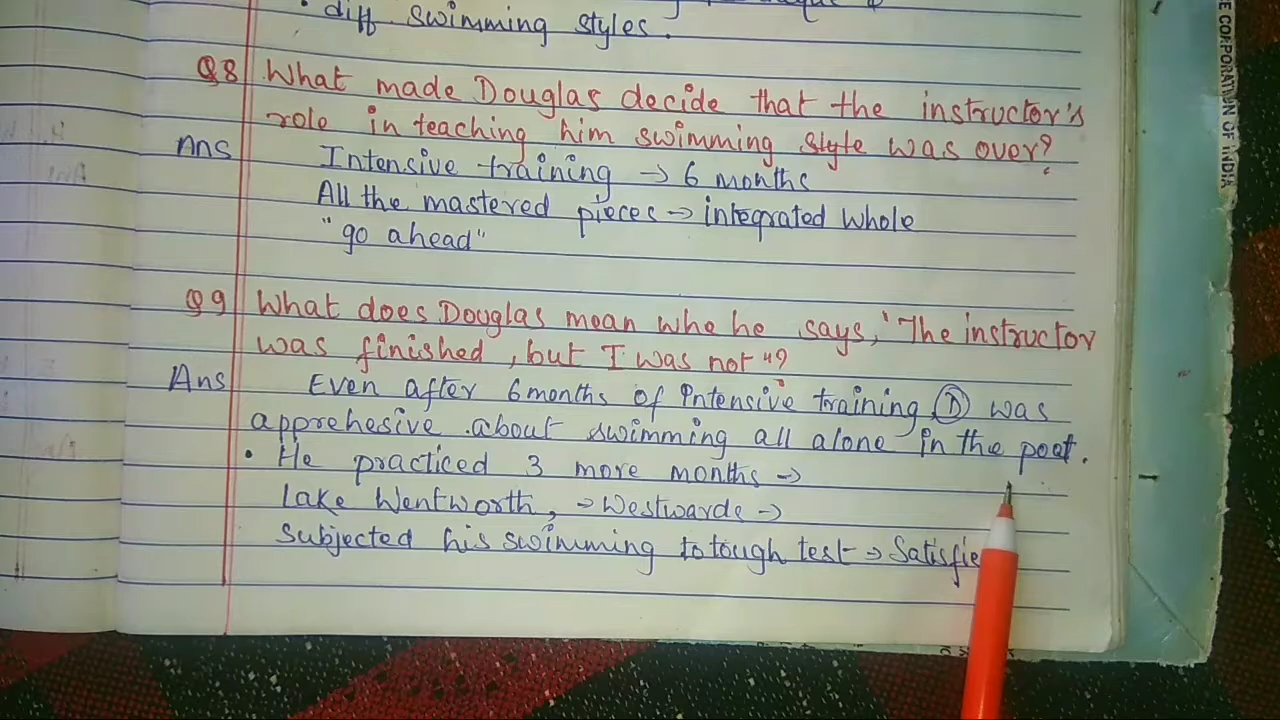 • diff swimming styles.
Q8 What made Douglas decide that the instructor's
role in teaching him swimming style was over?
Ans Intensive training → 6 months
All the mastered pieces → integrated whole
"go ahead"
Q9 What does Douglas mean whe he says, 'The instructor
was finished, but I was not"?
Ans Even after 6 months of intensive training Ⓓ was
apprehesive about swimming all alone in the pool.
• He practiced 3 more months →
Lake Wentworth, → Westwards →
Subjected his swimming to tough test → Satisfie
E CORPORATION OF INDIA